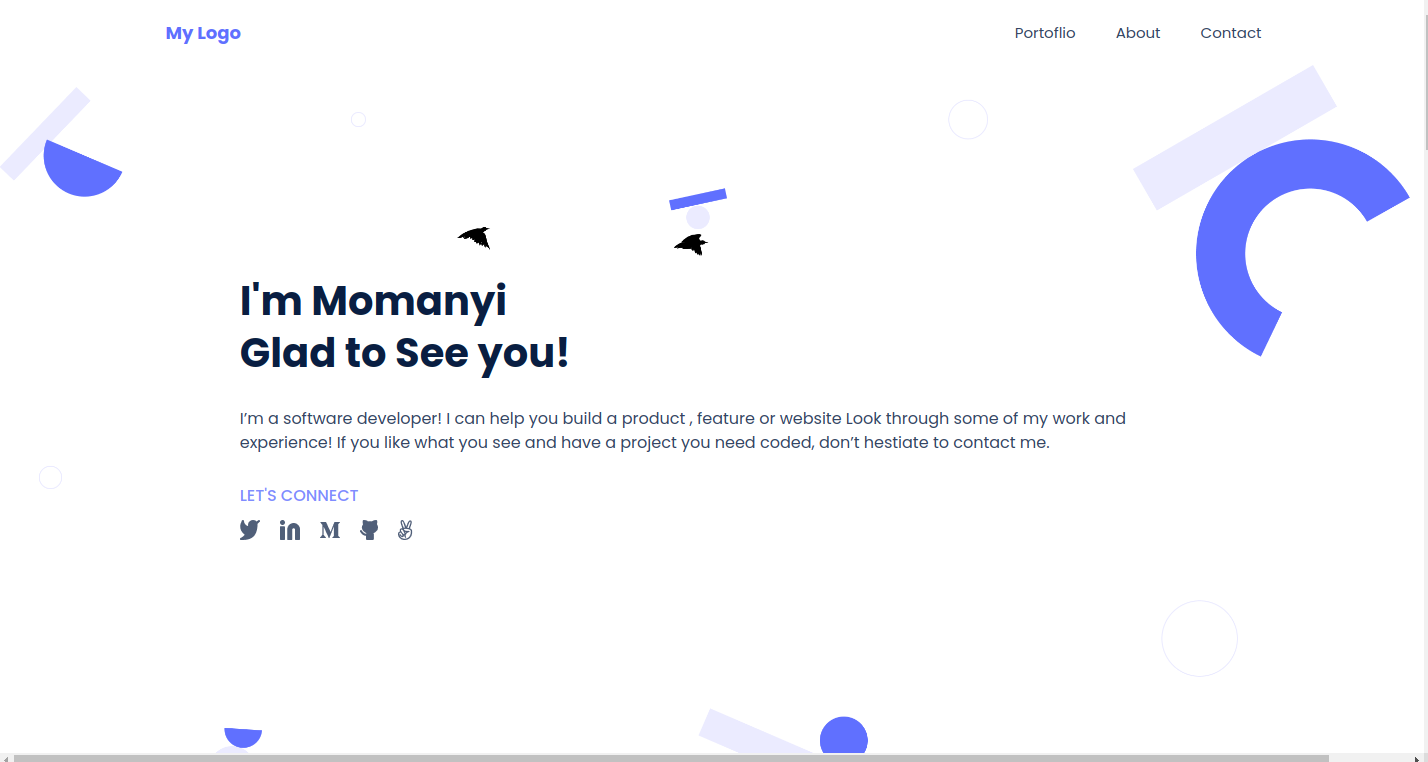 My Logo
Portoflio About Contact
I'm Momanyi
Glad to See you!
I’m a software developer! I can help you build a product , feature or website Look through some of my work and
experience! If you like what you see and have a project you need coded, don’t hestiate to contact me.
LET'S CONNECT